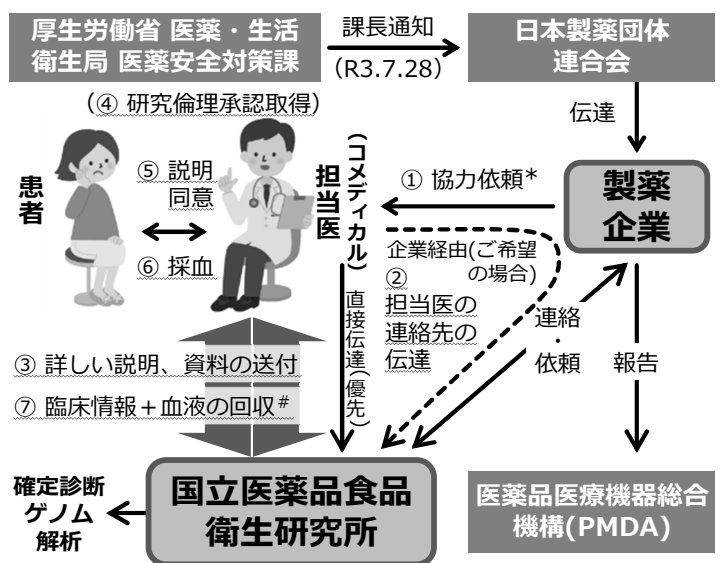 厚生労働省 医薬・生活
衛生局 医薬安全対策課
課長通知
（R3.7.28）
日本製薬団体
連合会
伝達
（④ 研究倫理承認取得）
患者
⑤ 説明
同意
⑥ 採血
担当医
（コメディカル）
① 協力依頼*
製薬
企業
企業経由(ご希望
の場合)
②
担当医の
連絡先の
伝達
直接伝達(優先)
連絡
・
依頼
報告
③ 詳しい説明、資料の送付
⑦ 臨床情報＋血液の回収#
確定診断
ゲノム
解析
国立医薬品食品
衛生研究所
医薬品医療機器総合
機構(PMDA)